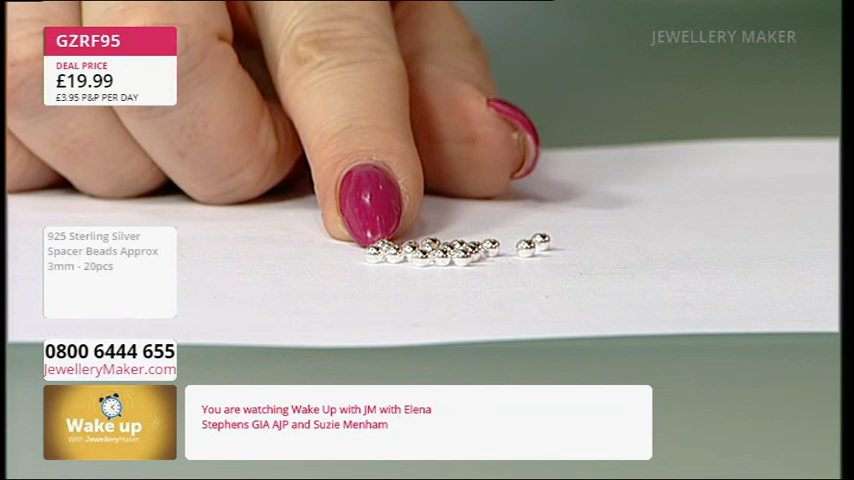 GZRF95
JEWELLERY MAKER
DEAL PRICE
£19.99
£3.95 P&P PER DAY
925 Sterling Silver
Spacer Beads Approx
3mm - 20pcs
0800 6444 655
JewelleryMaker.com
Wake up
With JewelleryMaker
You are watching Wake Up with JM with Elena
Stephens GIA AJP and Suzie Menham